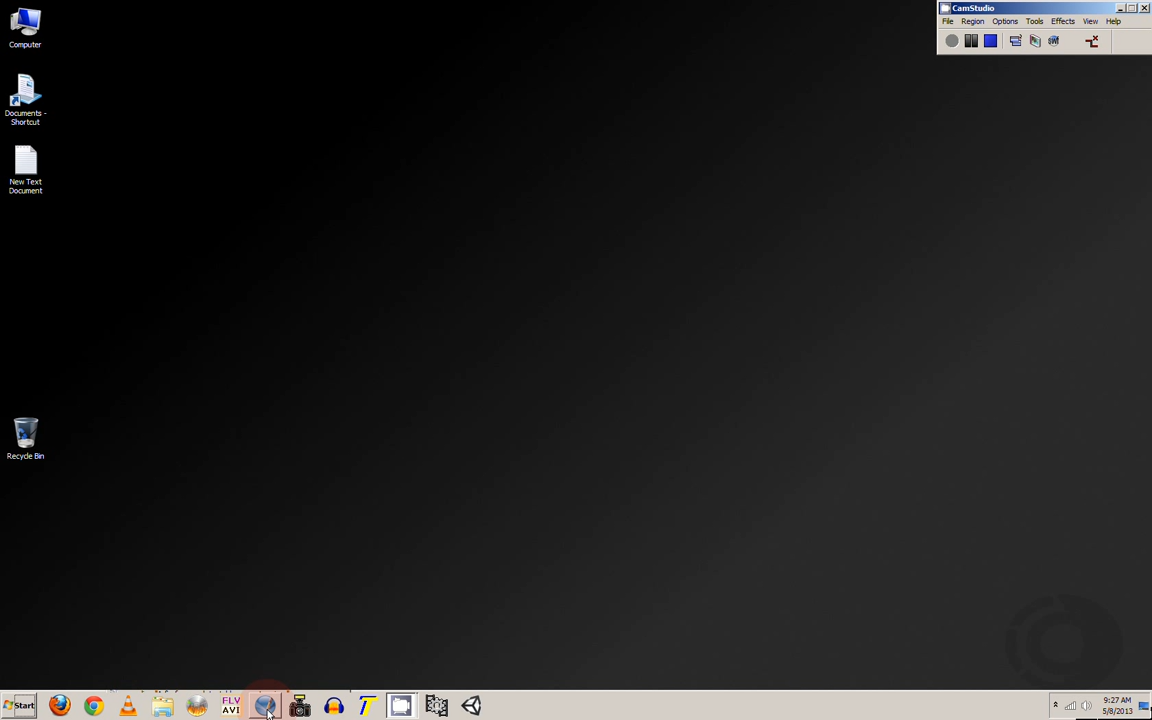 Computer
CamStudio
File Region Options Tools Effects View Help
Documents -
Shortcut
New Text
Document
Recycle Bin
Start
FLV
AVI
T
9:27 AM
5/8/2013